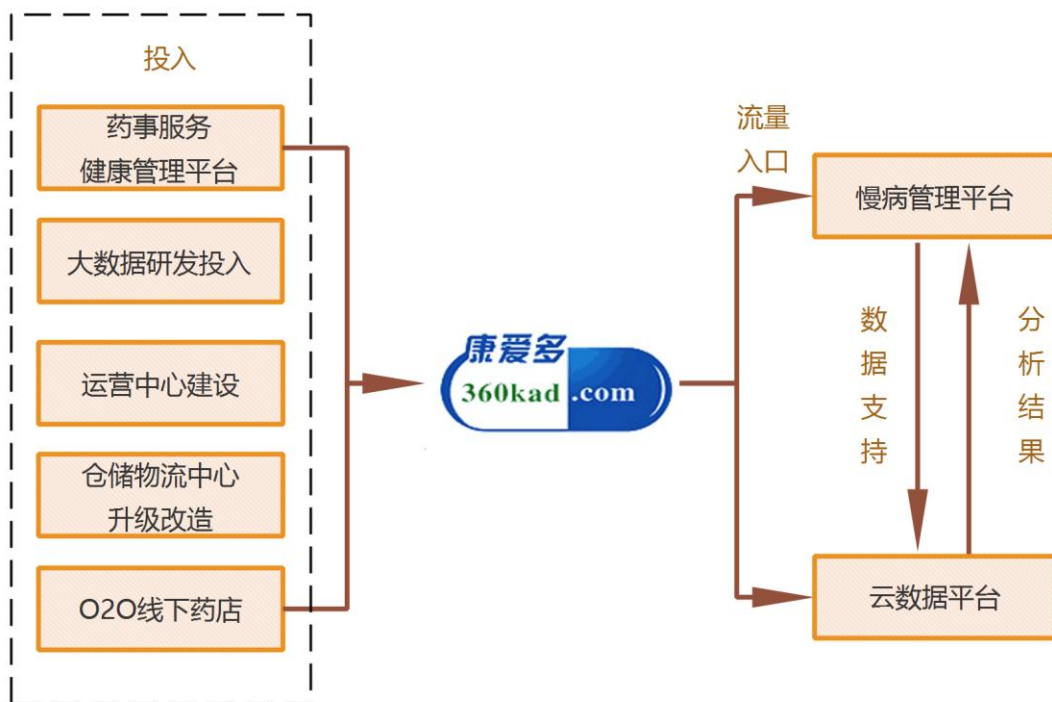 投入
药事服务
健康管理平台
大数据研发投入
运营中心建设
仓储物流中心
升级改造
O2O线下药店
康爱多
360kad.com
流量
入口
慢病管理平台
数据支持
分析结果
云数据平台